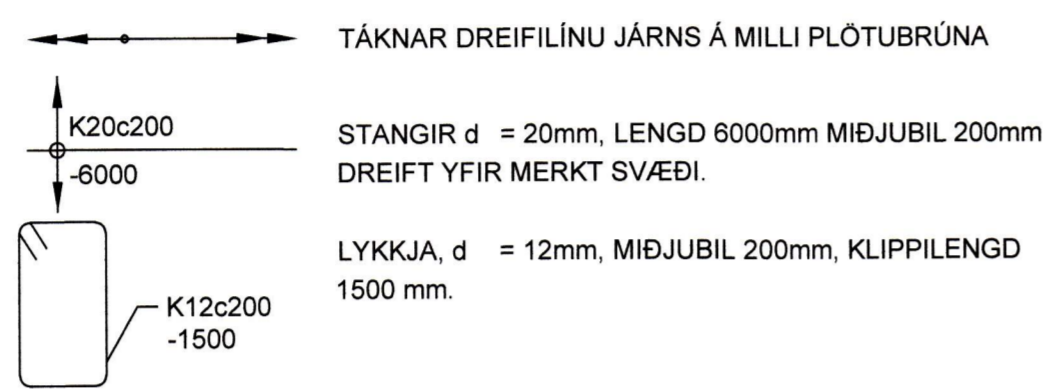 TÁKNAR DREIFILÍNU JÁRNS Á MILLI PLÖTUBRÚNA
K20c200
-6000
STANGIR d = 20mm, LENGD 6000mm MIÐJUBIL 200mm
DREIFT YFIR MERKT SVÆÐI.
LYKKJA, d = 12mm, MIÐJUBIL 200mm, KLIPPILENGD
1500 mm.
K12c200
-1500